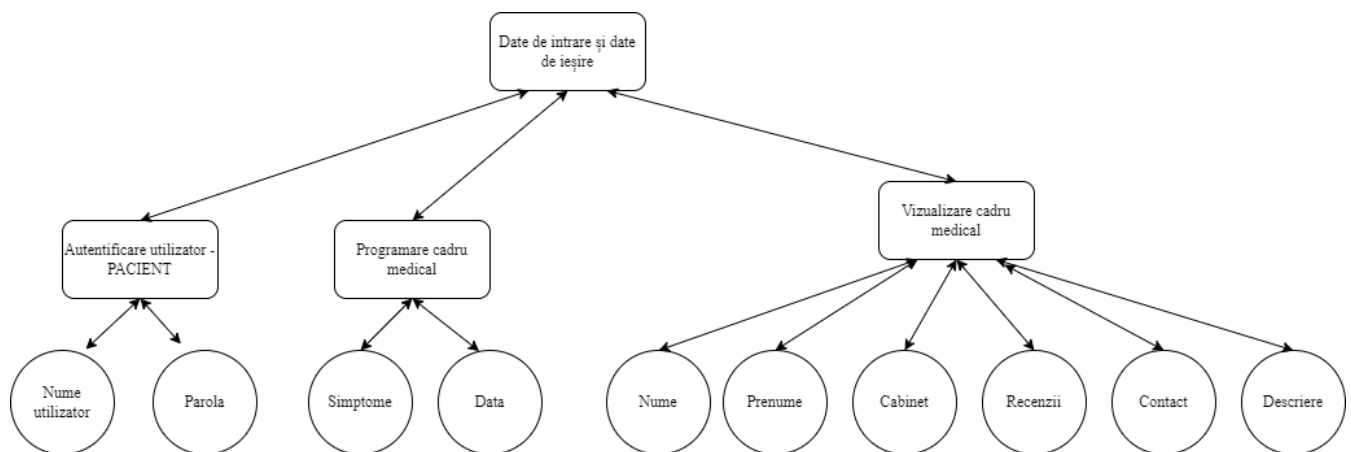 Date de intrare și date
de ieșire
Vizualizare cadru
medical
Autentificare utilizator -
PACIENT
Programare cadru
medical
Nume
utilizator
Parola
Simptome
Data
Nume
Prenume
Cabinet
Recenzii
Contact
Descriere